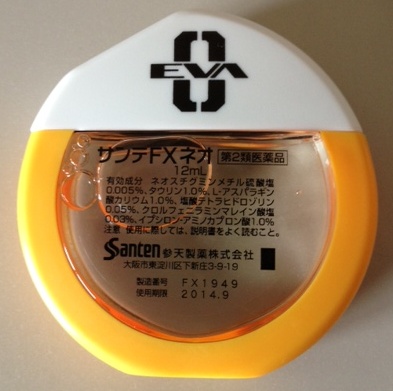 0
EVA
サンテFXネオ 第2類医薬品
12mL
有効成分 ネオスチグミンメチル硫酸塩
0.005%、タウリン1.0%、L-アスパラギン
酸カリウム1.0%、塩酸テトラヒドロゾリン
0.05%、クロルフェニラミンマレイン酸塩
0.03%、イプシロン-アミノカプロン酸1.0%
注意 使用に際しては、説明書をよく読むこと。
Santen 参天製薬株式会社
大阪市東淀川区下新庄3-9-19
製造番号 FX1949
使用期限 2014.9